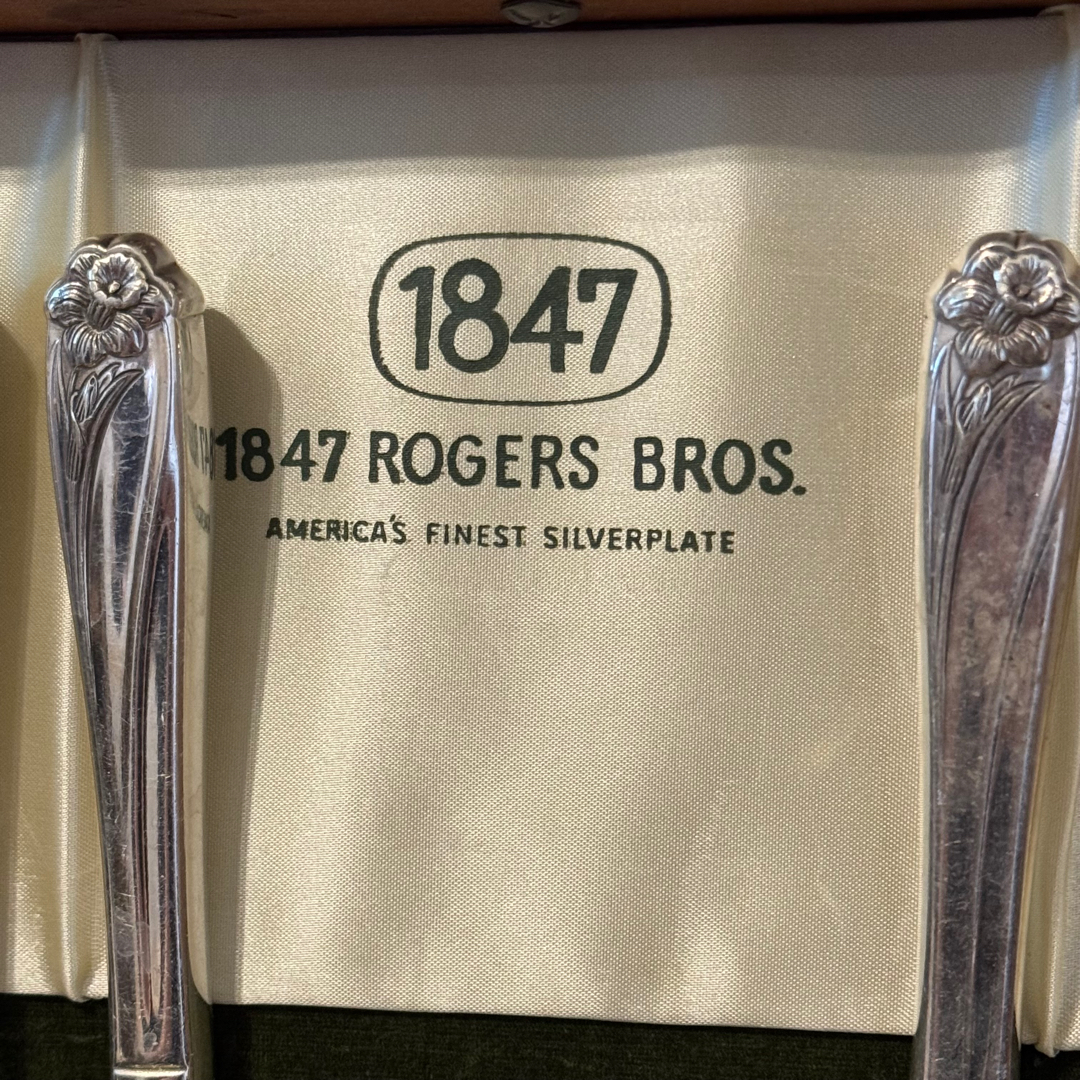 1847
1847 ROGERS BROS.
AMERICA'S FINEST SILVERPLATE